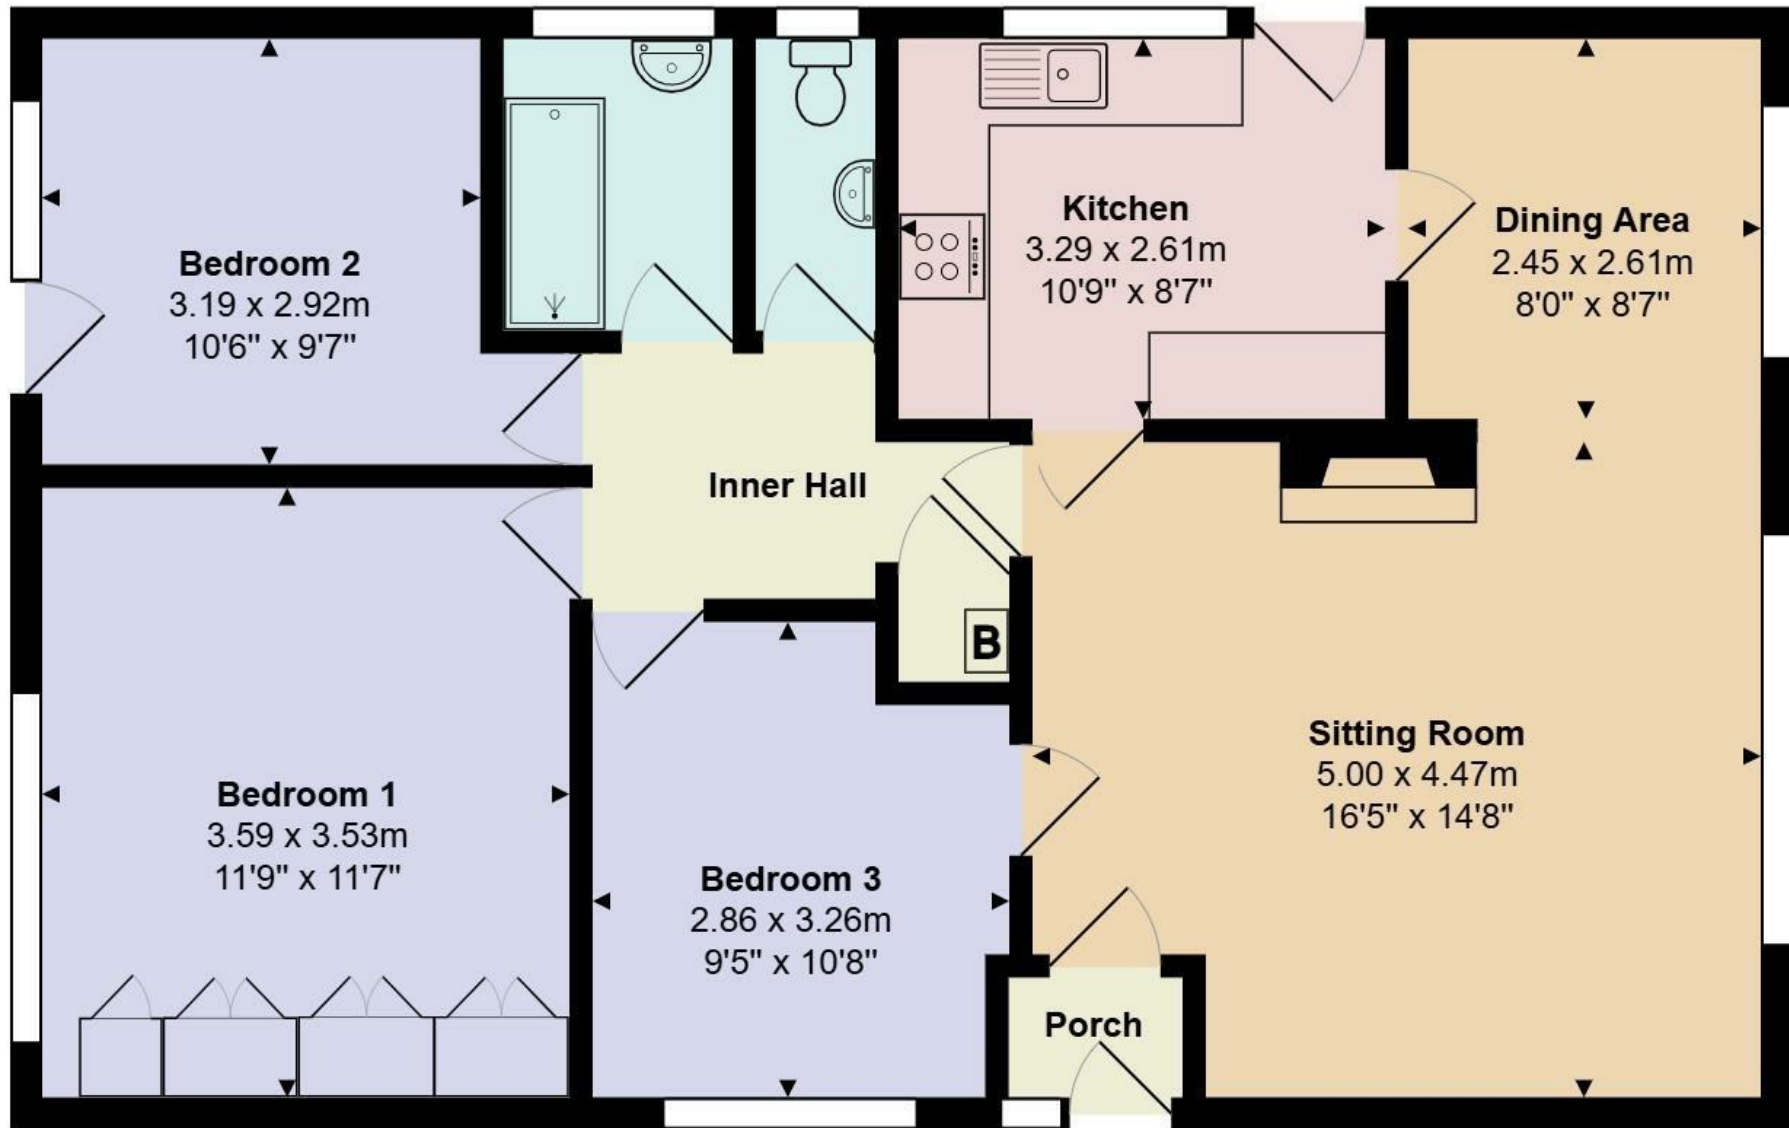 Kitchen
3.29 x 2.61m
10'9" x 8'7"
Dining Area
2.45 x 2.61m
8'0" x 8'7"
Bedroom 2
3.19 x 2.92m
10'6" x 9'7"
Inner Hall
B
Sitting Room
5.00 x 4.47m
16'5" x 14'8"
Bedroom 1
3.59 x 3.53m
11'9" x 11'7"
Bedroom 3
2.86 x 3.26m
9'5" x 10'8"
Porch